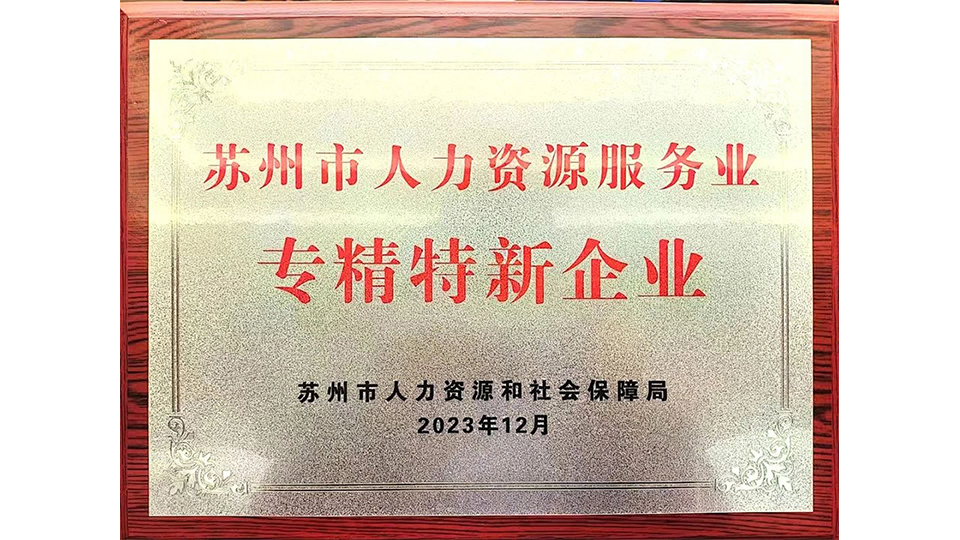 苏州市人力资源服务业
专精特新企业
苏州市人力资源和社会保障局
2023年12月